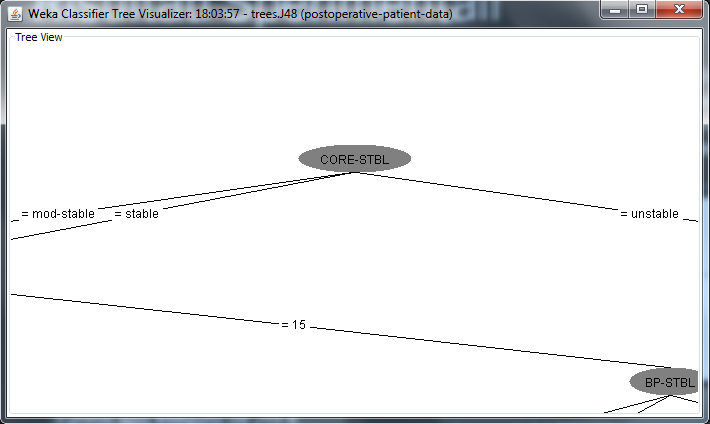 Weka Classifier Tree Visualizer: 18:03:57 - trees.J48 (postoperative-patient-data)
Tree View
CORE-STBL
= mod-stable
= stable
= unstable
= 15
BP-STBL